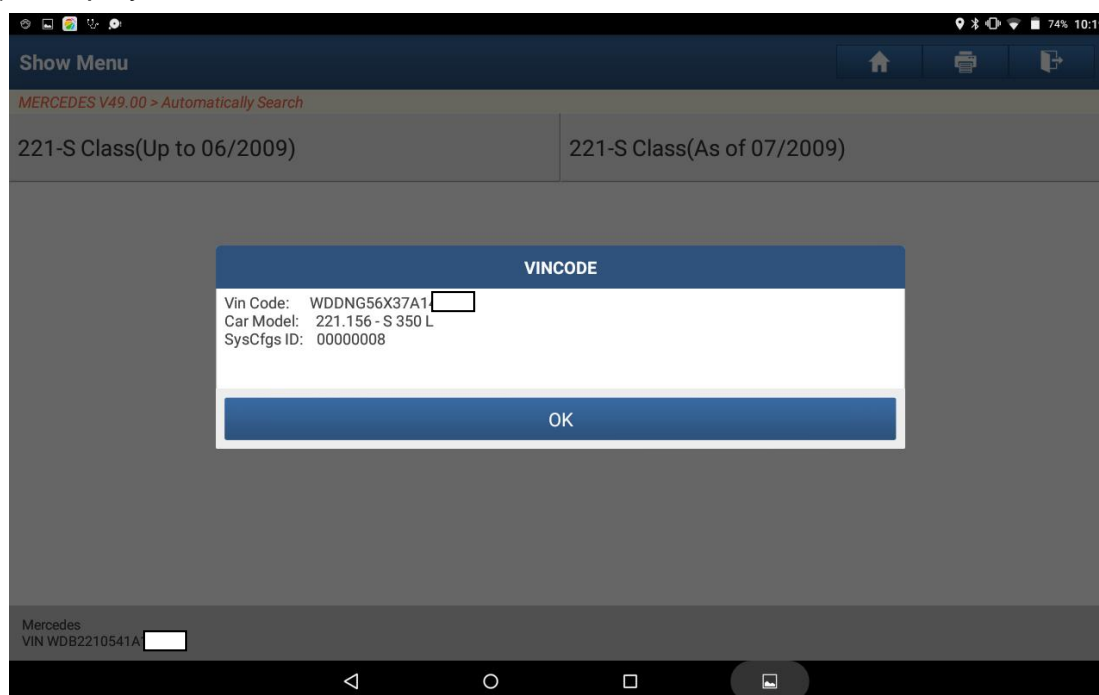 74% 10:1
Show Menu
MERCEDES V49.00 > Automatically Search
221-S Class(Up to 06/2009)
221-S Class(As of 07/2009)
VINCODE
Vin Code: WDDNG56X37A1
Car Model: 221.156 - S 350 L
SysCfgs ID: 00000008
OK
Mercedes
VIN WDB2210541A